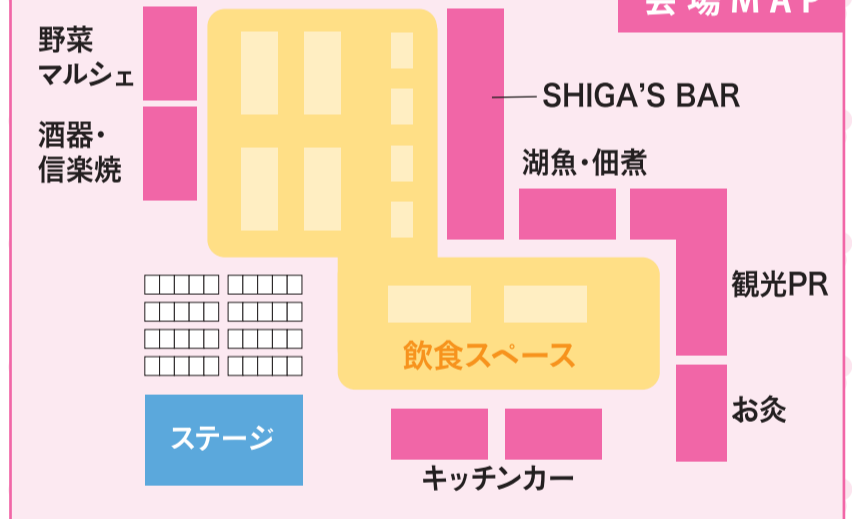 会場MAP
野菜
マルシェ
酒器・
信楽焼
SHIGA'S BAR
湖魚・佃煮
観光PR
飲食スペース
お灸
ステージ
キッチンカー